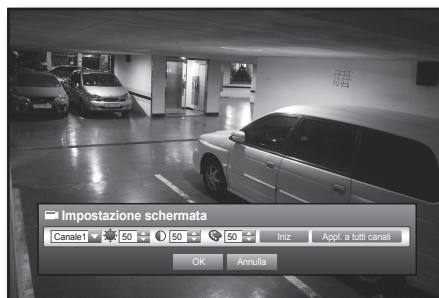 Impostazione schermata
Canale1 50 50 50 Iniz Appl. a tutti canali
OK Annulla